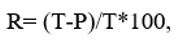 R= (T-P)/T*100,